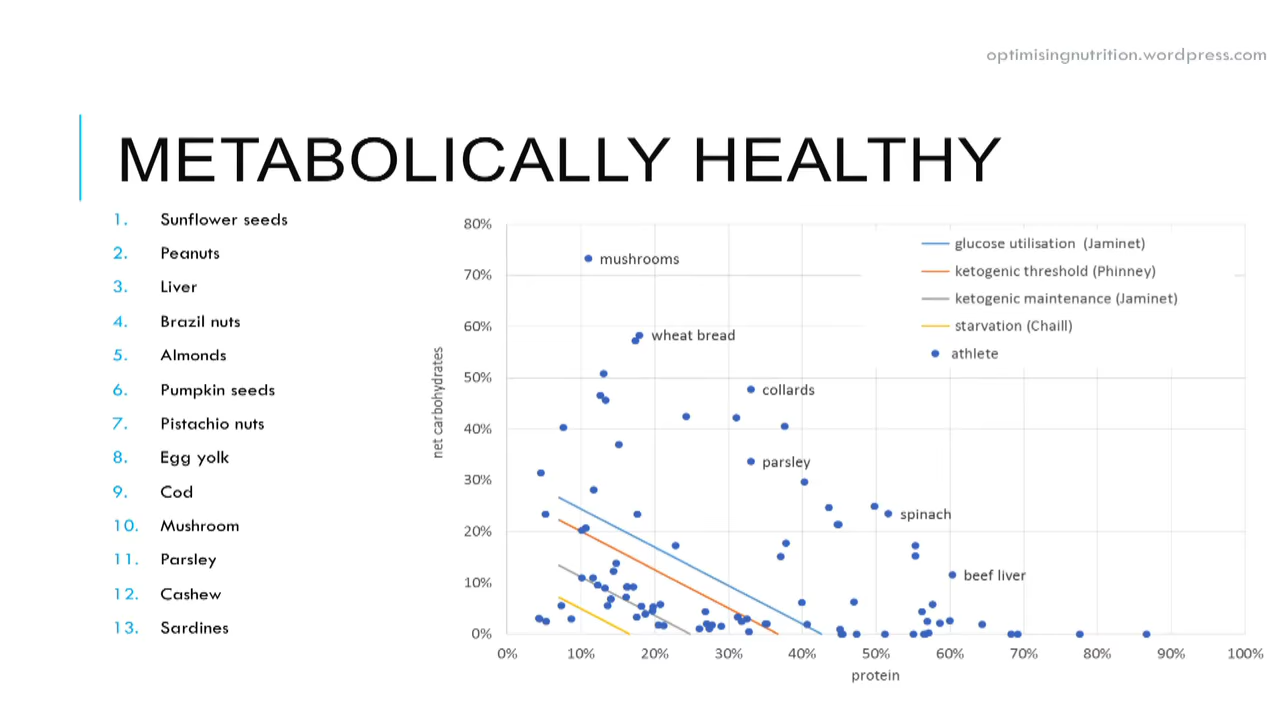 optimisingnutrition.wordpress.com
METABOLICALLY HEALTHY
1. Sunflower seeds
2. Peanuts
3. Liver
4. Brazil nuts
5. Almonds
6. Pumpkin seeds
7. Pistachio nuts
8. Egg yolk
9. Cod
10. Mushroom
11. Parsley
12. Cashew
13. Sardines
net carbohydrates
80%
70%
60%
50%
40%
30%
20%
10%
0%
mushrooms
wheat bread
collards
parsley
spinach
beef liver
glucose utilisation (Jaminet)
ketogenic threshold (Phinney)
ketogenic maintenance (Jaminet)
starvation (Chaill)
athlete
0% 10% 20% 30% 40% 50% 60% 70% 80% 90% 100%
protein